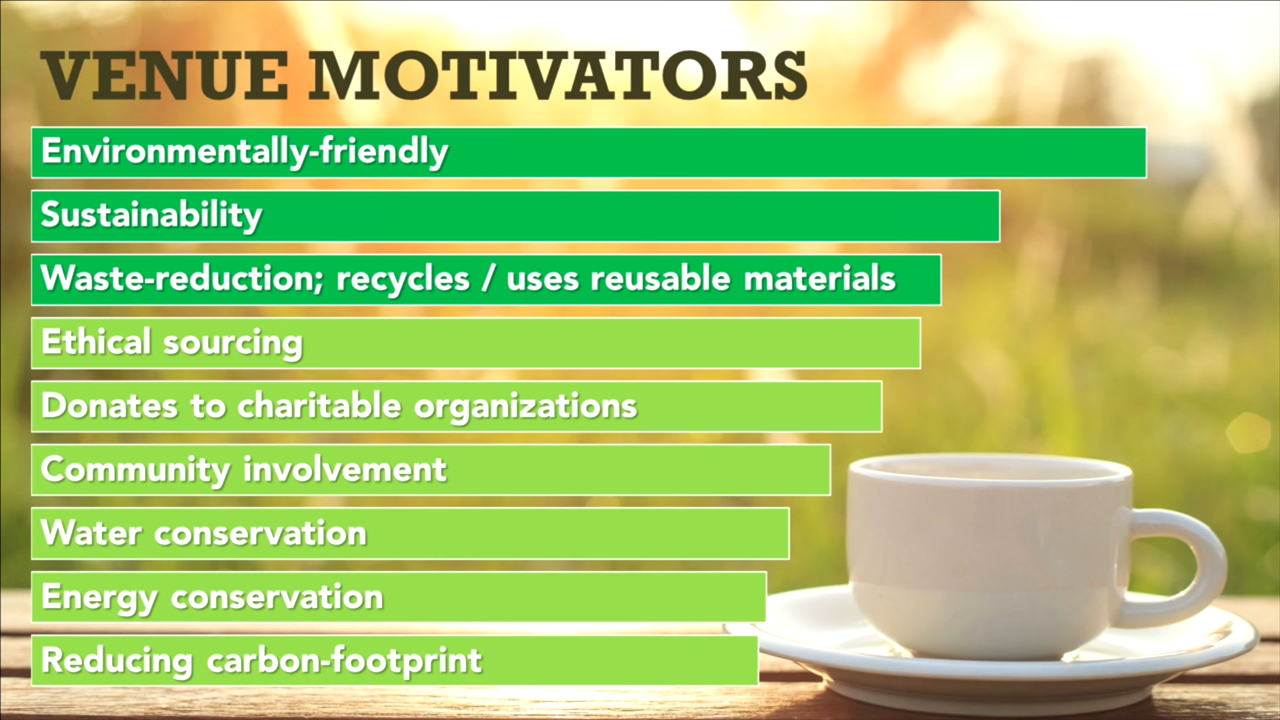 VENUE MOTIVATORS
Environmentally-friendly
Sustainability
Waste-reduction; recycles / uses reusable materials
Ethical sourcing
Donates to charitable organizations
Community involvement
Water conservation
Energy conservation
Reducing carbon-footprint